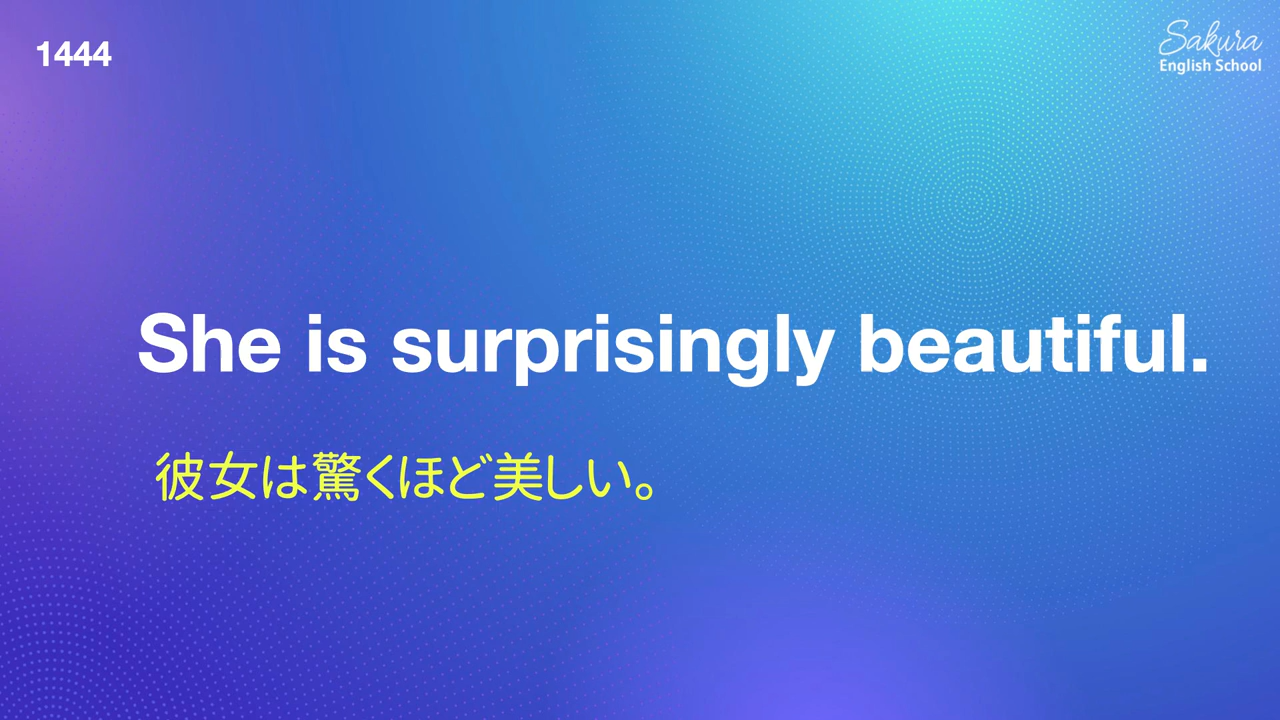 1444
Sakura
English School
She is surprisingly beautiful.
彼女は驚くほど美しい。